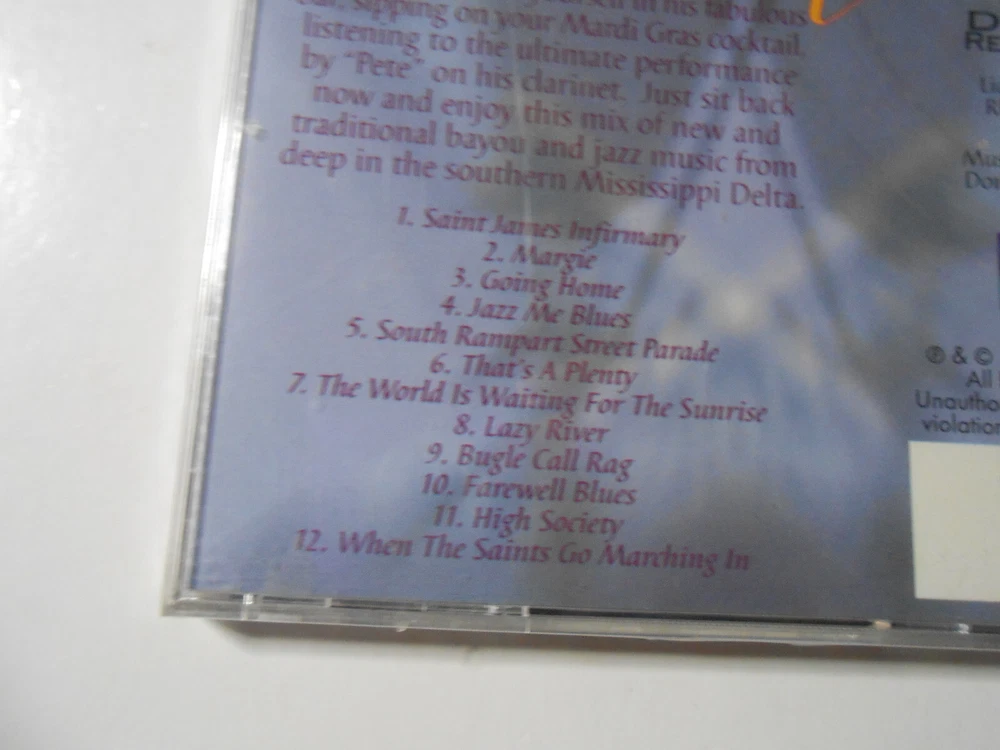 sipping on your Mardi Gras cocktail,
listening to the ultimate performance
by "Pete" on his clarinet. Just sit back
now and enjoy this mix of new and
traditional bayou and jazz music from
deep in the southern Mississippi Delta.
1. Saint James Infirmary
2. Margie
3. Going Home
4. Jazz Me Blues
5. South Rampart Street Parade
6. That's A Plenty
7. The World Is Waiting For The Sunrise
8. Lazy River
9. Bugle Call Rag
10. Farewell Blues
11. High Society
12. When The Saints Go Marching In
℗ & ©
All
violation